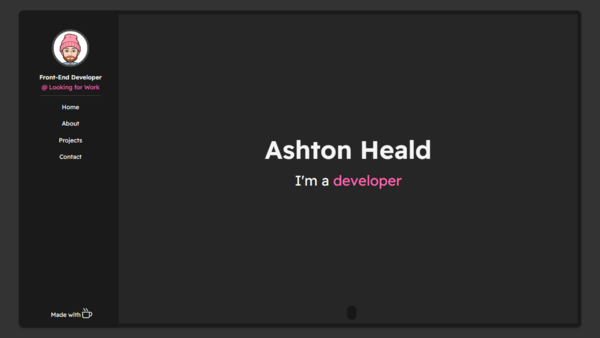 Front-End Developer
@ Looking for Work
Home
About
Projects
Contact
Made with
Ashton Heald
I'm a developer